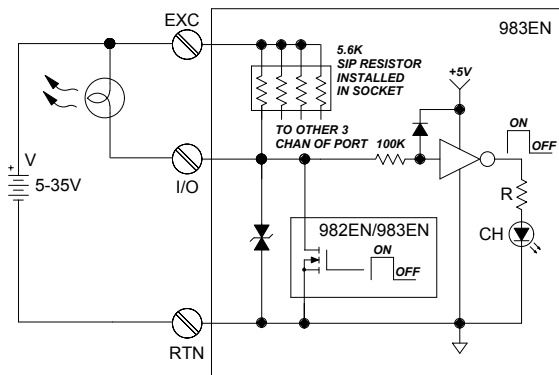 EXC
983EN
5.6K
SIP RESISTOR
INSTALLED
IN SOCKET
+5V
ON
OFF
TO OTHER 3
CHAN OF PORT
100K
+
V
5-35V
I/O
R
982EN/983EN
ON
OFF
CH
RTN